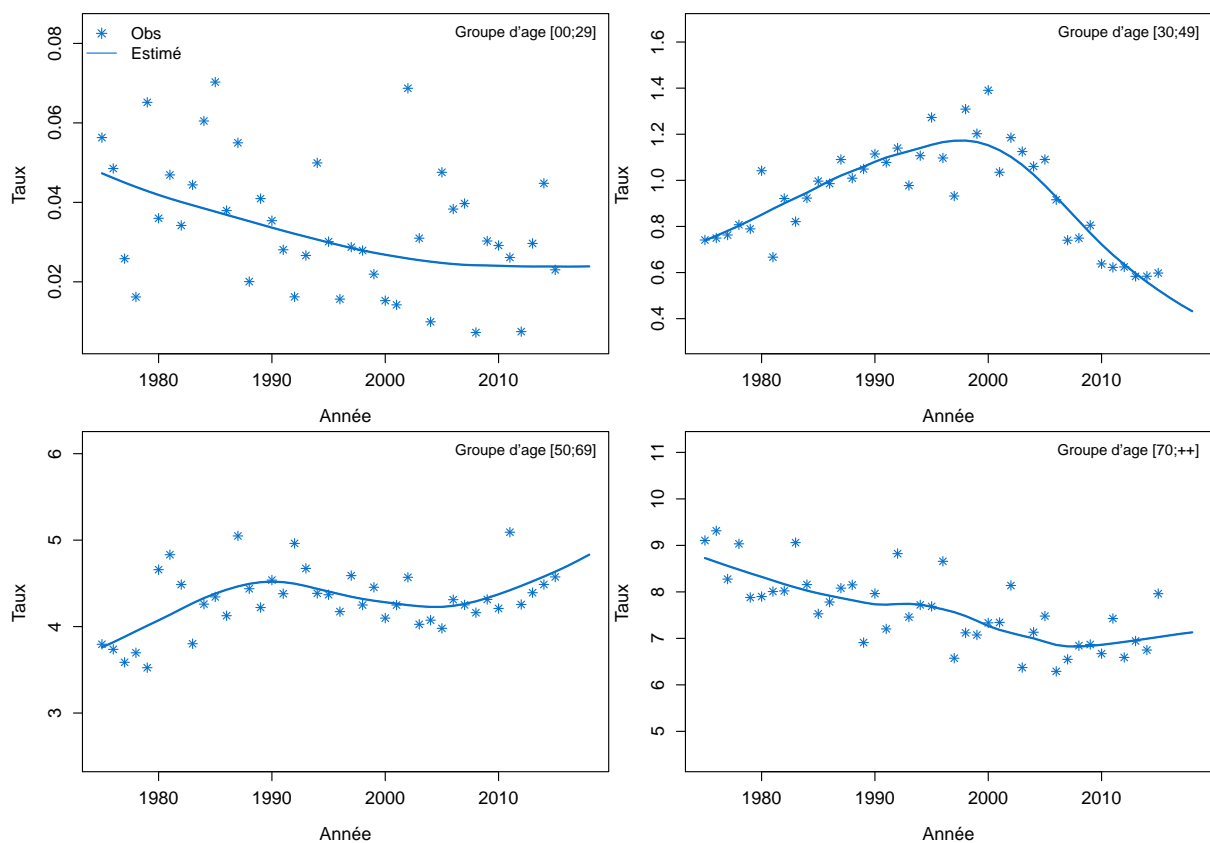 Groupe d'age [00;29]
Obs
Estimé
Taux
0.02
0.04
0.06
0.08
1980
1990
2000
2010
Année
Groupe d'age [30;49]
Taux
0.4
0.6
0.8
1.0
1.2
1.4
1.6
1980
1990
2000
2010
Année
Groupe d'age [50;69]
Taux
3
4
5
6
1980
1990
2000
2010
Année
Groupe d'age [70;++]
Taux
5
6
7
8
9
10
11
1980
1990
2000
2010
Année